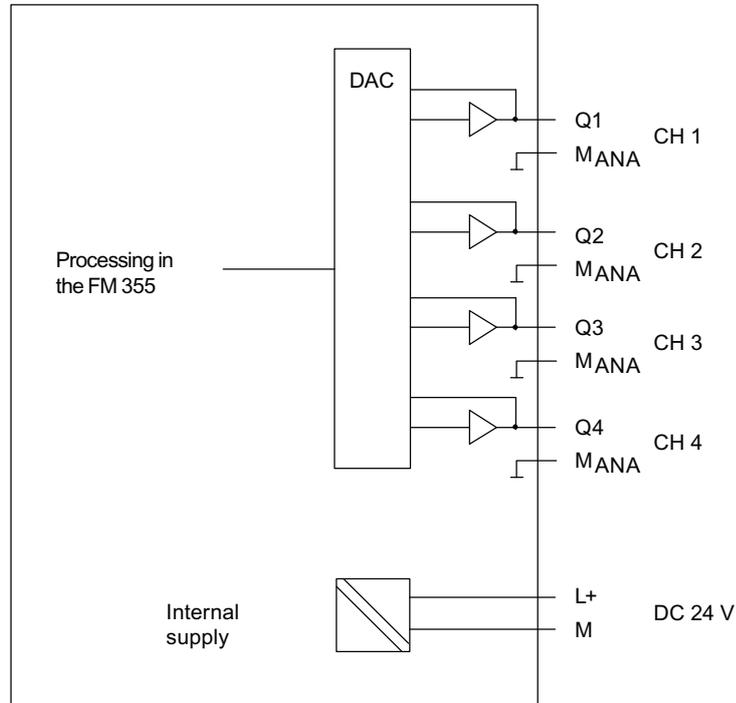 DAC
Q1
CH 1
MANA
Q2
CH 2
MANA
Processing in
the FM 355
Q3
CH 3
MANA
Q4
CH 4
MANA
Internal
supply
L+
DC 24 V
M